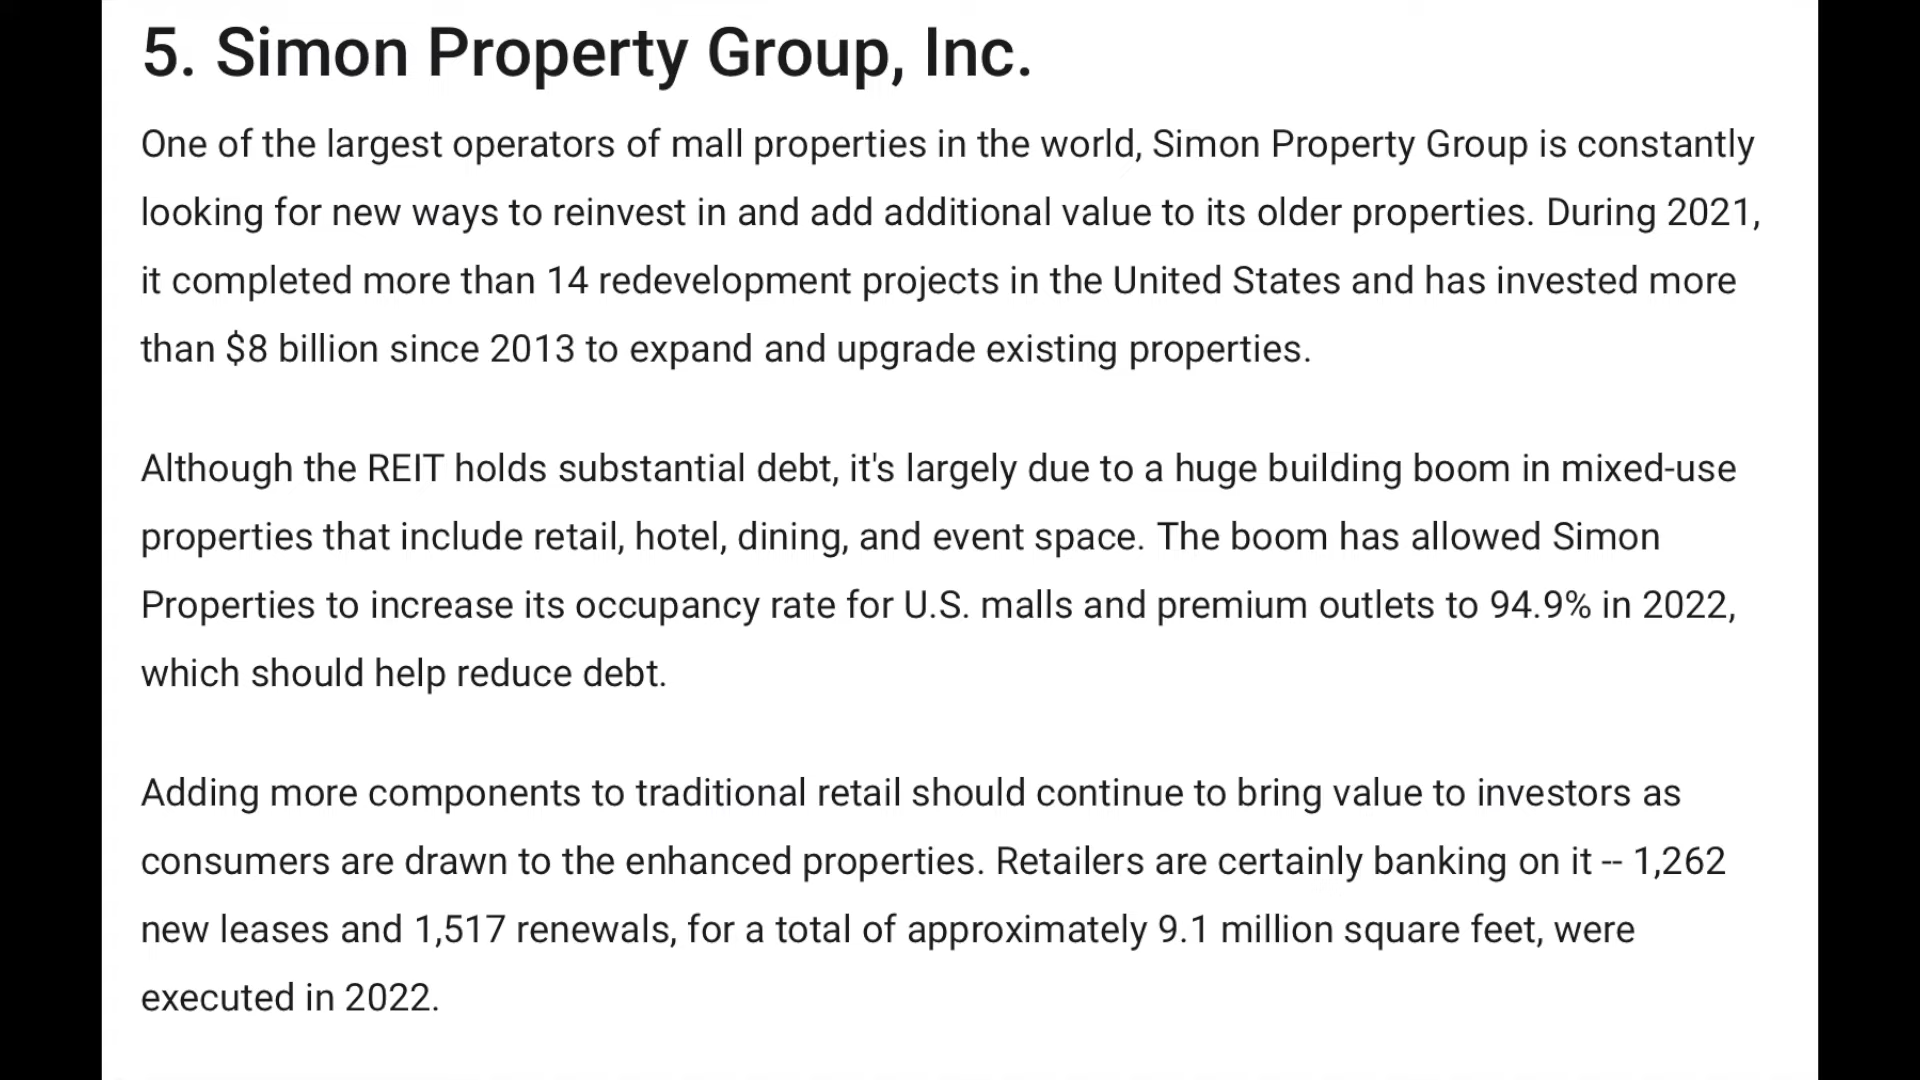 5. Simon Property Group, Inc.
One of the largest operators of mall properties in the world, Simon Property Group is constantly
looking for new ways to reinvest in and add additional value to its older properties. During 2021,
it completed more than 14 redevelopment projects in the United States and has invested more
than $8 billion since 2013 to expand and upgrade existing properties.
Although the REIT holds substantial debt, it's largely due to a huge building boom in mixed-use
properties that include retail, hotel, dining, and event space. The boom has allowed Simon
Properties to increase its occupancy rate for U.S. malls and premium outlets to 94.9% in 2022,
which should help reduce debt.
Adding more components to traditional retail should continue to bring value to investors as
consumers are drawn to the enhanced properties. Retailers are certainly banking on it -- 1,262
new leases and 1,517 renewals, for a total of approximately 9.1 million square feet, were
executed in 2022.